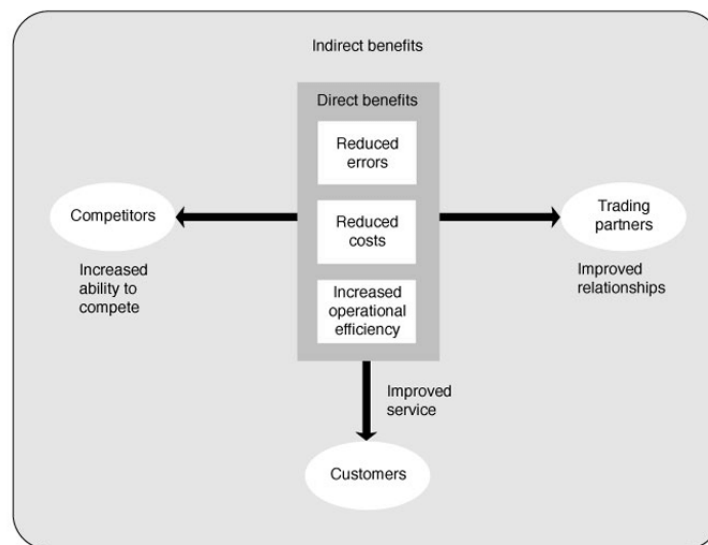 Indirect benefits
Direct benefits
Reduced
errors
Competitors
Trading
partners
Reduced
costs
Increased
ability to
compete
Improved
relationships
Increased
operational
efficiency
Improved
service
Customers